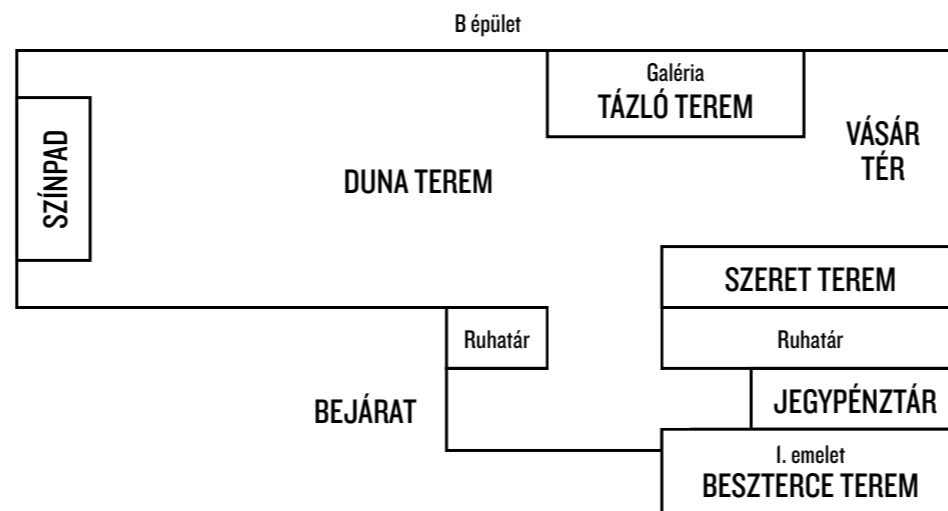 B épület
Galéria
TÁZLÓ TEREM
VÁSÁR
TÉR
SZÍNPAD
DUNA TEREM
SZERET TEREM
Ruhatár
Ruhatár
BEJÁRAT
JEGYPÉNZTÁR
I. emelet
BESZTERCE TEREM